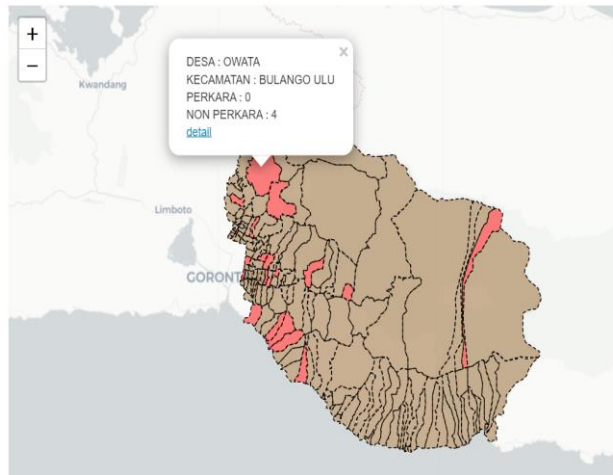 +
−
×
DESA : OWATA
KECAMATAN : BULANGO ULU
PERKARA : 0
NON PERKARA : 4
detail
Kwandang
Limboto
GORONT